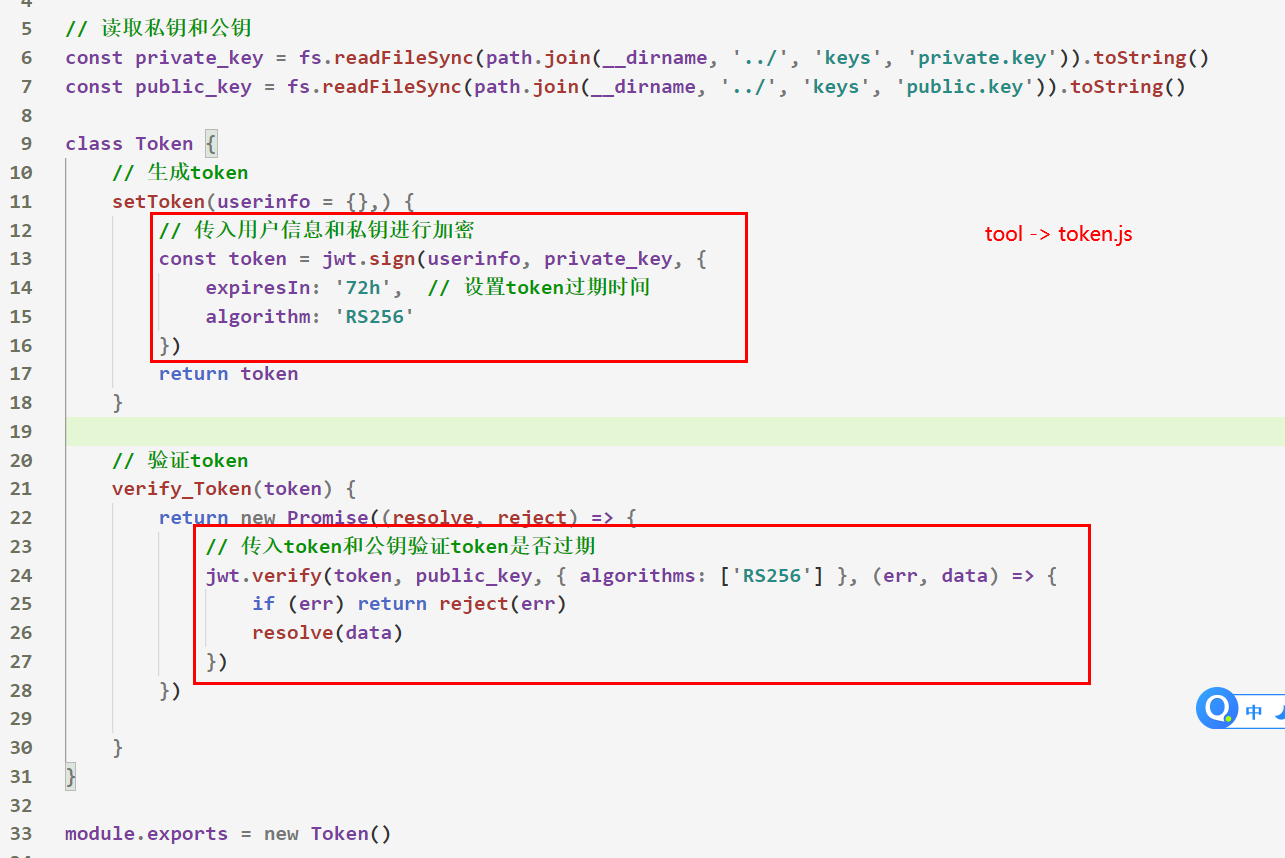 4
5 // 读取私钥和公钥
6 const private_key = fs.readFileSync(path.join(__dirname, '../', 'keys', 'private.key')).toString()
7 const public_key = fs.readFileSync(path.join(__dirname, '../', 'keys', 'public.key')).toString()
8
9 class Token {
10 // 生成token
11 setToken(userinfo = {},) {
12 // 传入用户信息和私钥进行加密
tool -> token.js
13 const token = jwt.sign(userinfo, private_key, {
14 expiresIn: '72h', // 设置token过期时间
15 algorithm: 'RS256'
16 })
17 return token
18 }
19
20 // 验证token
21 verify_Token(token) {
22 return new Promise((resolve, reject) => {
23 // 传入token和公钥验证token是否过期
24 jwt.verify(token, public_key, { algorithms: ['RS256'] }, (err, data) => {
25 if (err) return reject(err)
26 resolve(data)
27 })
28 })
29
中
30 }
31 }
32
33 module.exports = new Token()